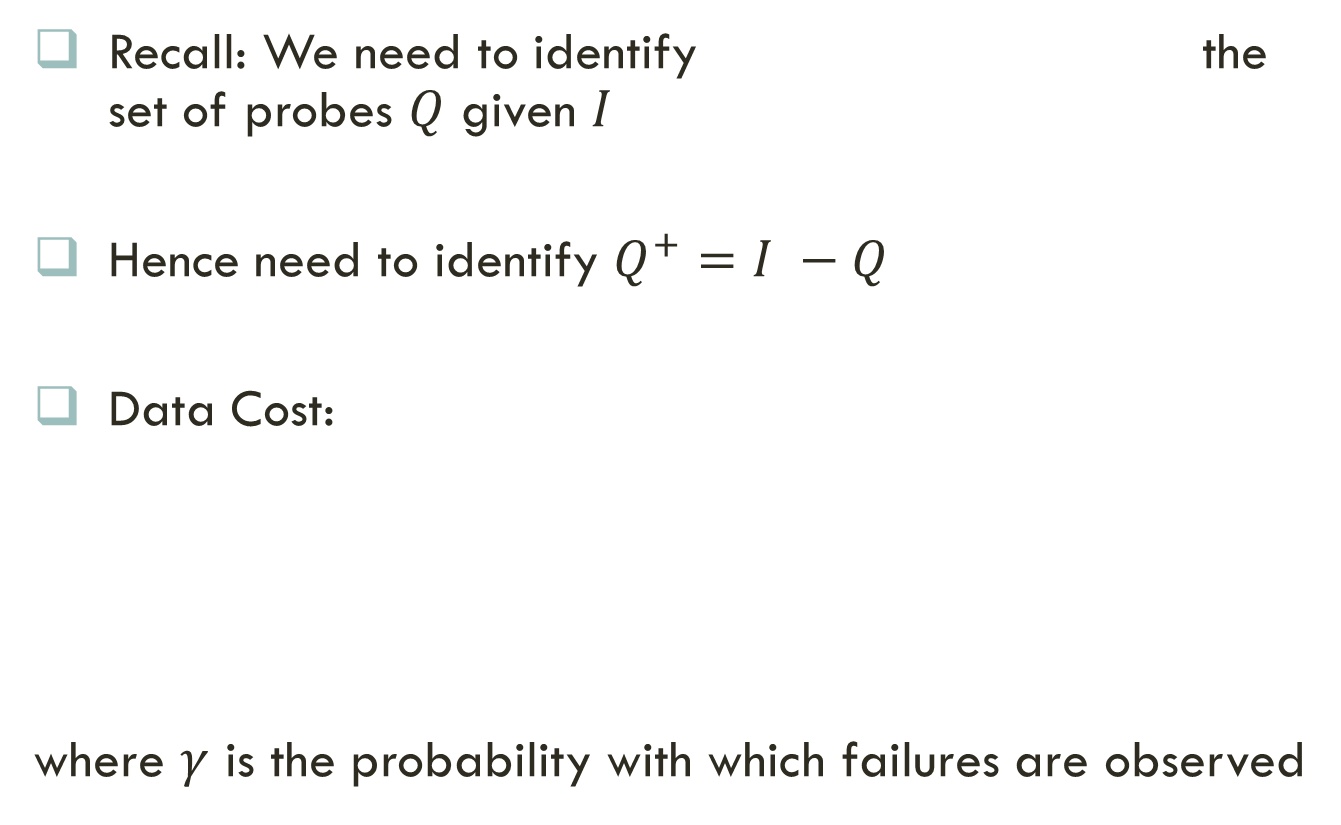 Recall: We need to identify the
set of probes Q given I
Hence need to identify Q⁺ = I − Q
Data Cost:
where γ is the probability with which failures are observed